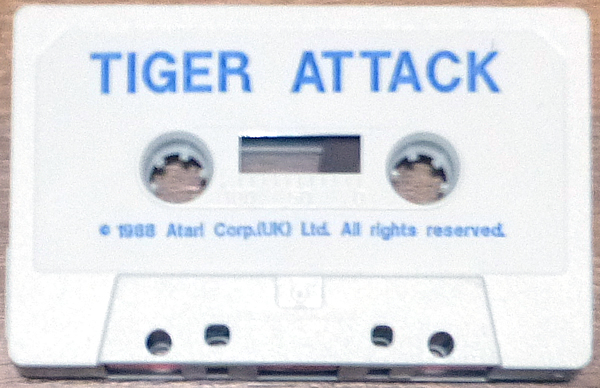 TIGER ATTACK
© 1988 Atari Corp.(UK) Ltd. All rights reserved.